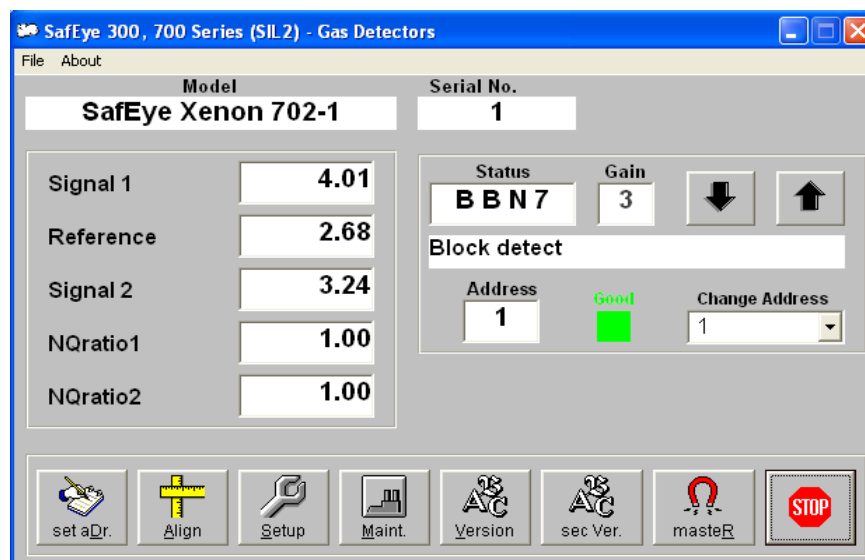 SafEye 300, 700 Series (SIL2) - Gas Detectors
File About
Model Serial No.
SafEye Xenon 702-1 1
Signal 1 4.01
Reference 2.68
Signal 2 3.24
NQratio1 1.00
NQratio2 1.00
Status Gain
B B N 7 3
Block detect
Address Good Change Address
1 1
set aDr. Align Setup Maint. Version sec Ver. masteR STOP